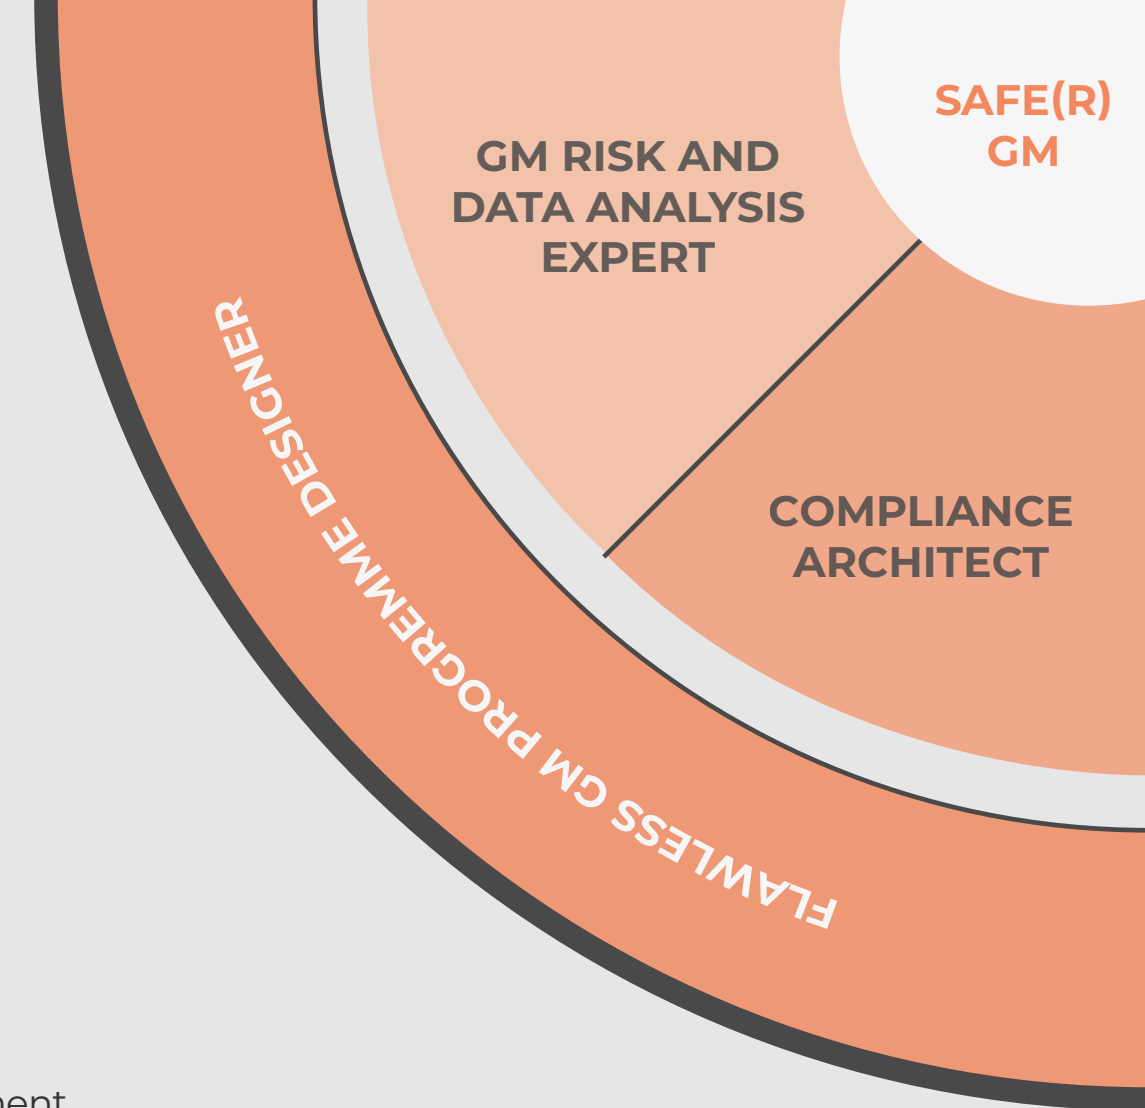 SAFE(R)
GM
GM RISK AND
DATA ANALYSIS
EXPERT
COMPLIANCE
ARCHITECT
FLAWLESS GM PROGREMME DESIGNER